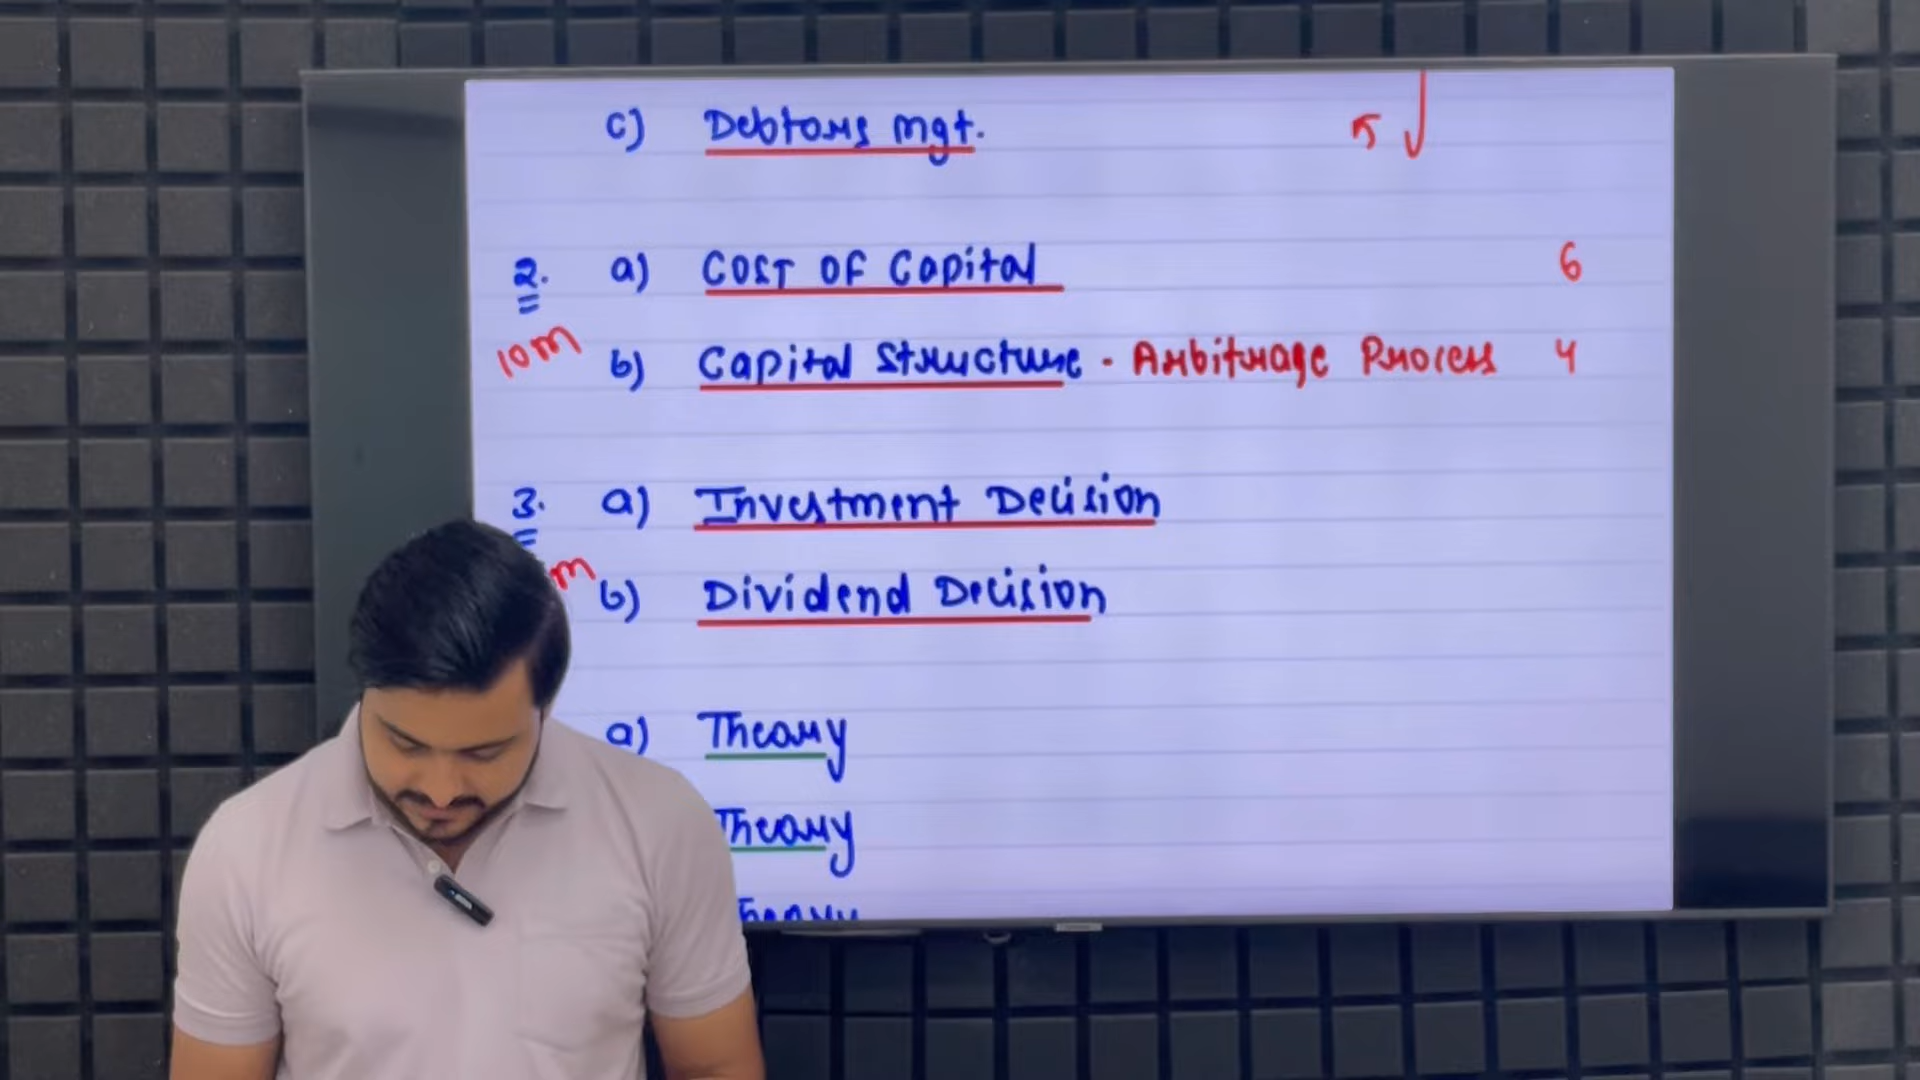 c) Debtors mgt.
2. a) Cost of Capital 6
10m
b) Capital Structure - Arbitrage Process 4
3. a) Investment Decision
m
b) Dividend Decision
a) Theory
Theory